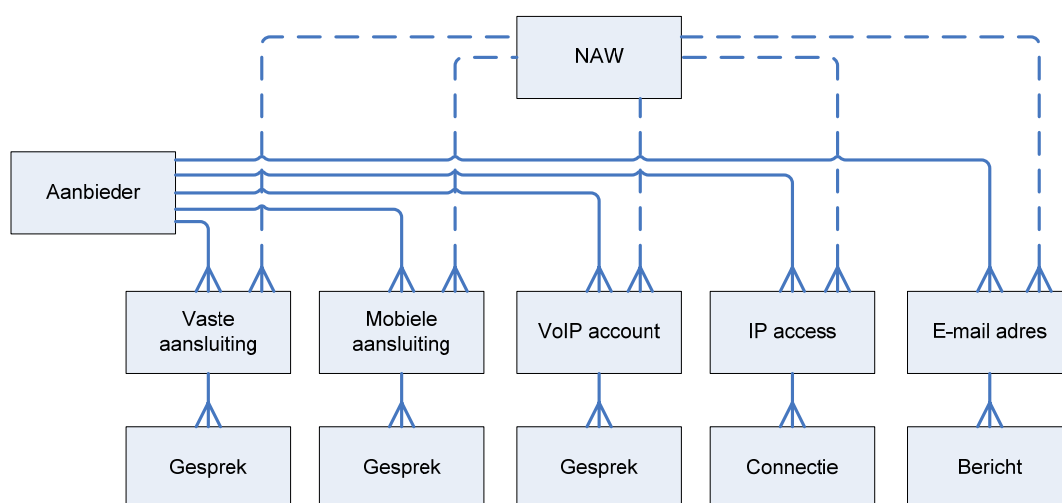 NAW
Aanbieder
Vaste
aansluiting
Mobiele
aansluiting
VoIP account
IP access
E-mail adres
Gesprek
Gesprek
Gesprek
Connectie
Bericht